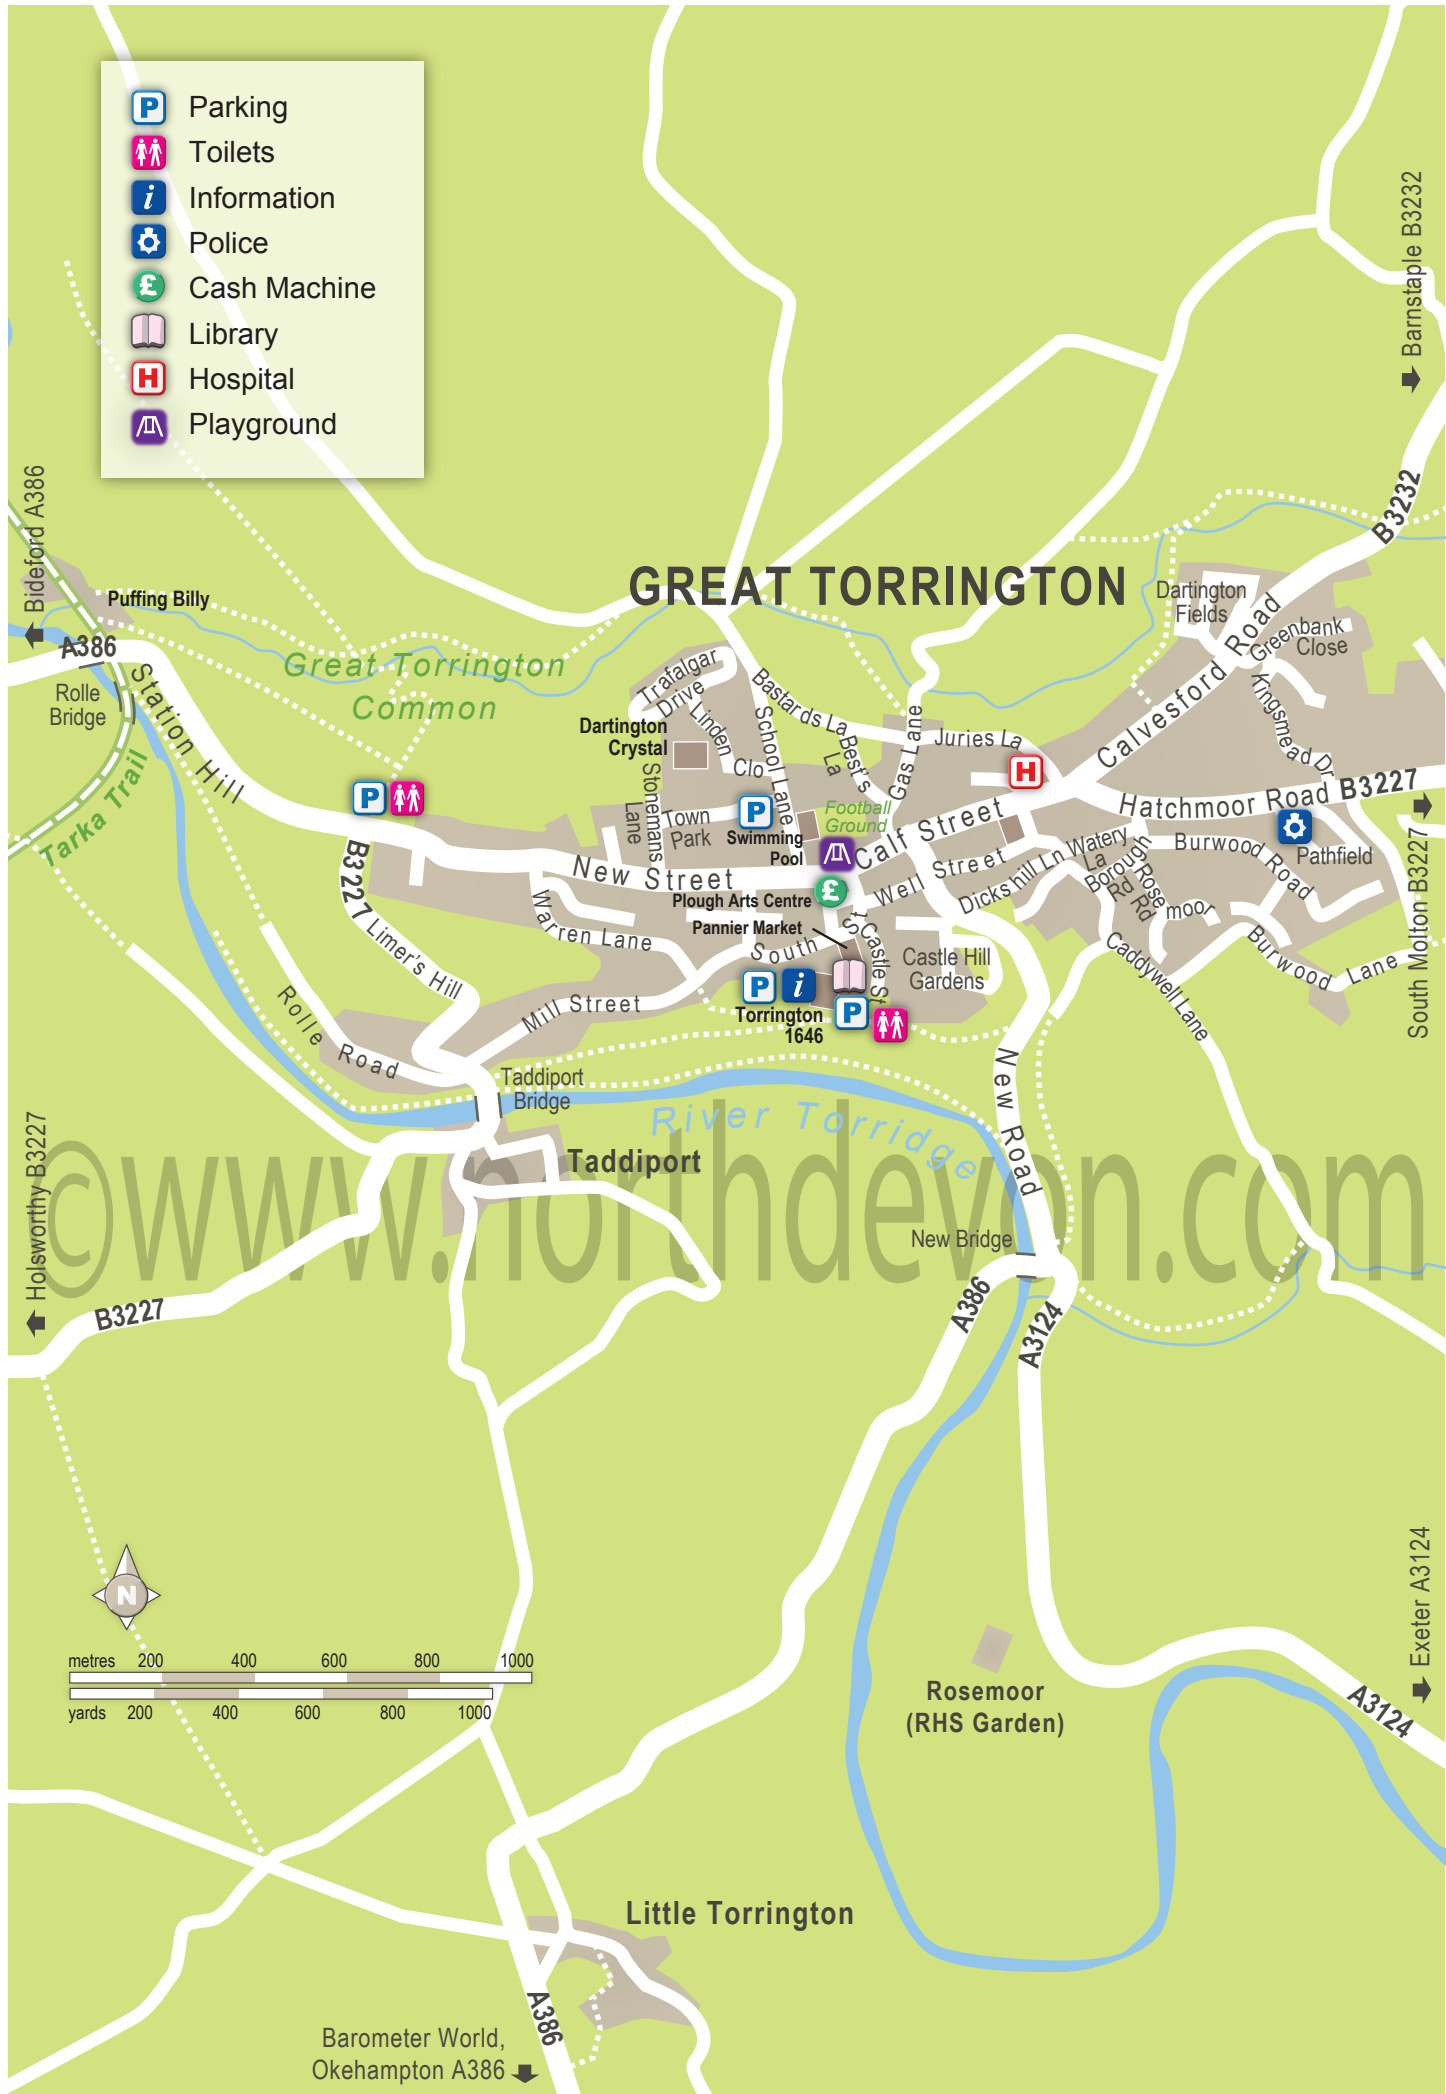 P Parking
Toilets
i Information
Police
£ Cash Machine
Library
H Hospital
Playground
Barnstaple B3232
Bideford A386
B3232
GREAT TORRINGTON
Puffing Billy
A386
Rolle
Bridge
Station Hill
Great Torrington
Common
Tarka Trail
Dartington
Fields
Greenbank
Close
Calvesford Road
Kingsmead Dr
Trafalgar
Drive
Linden
Clo
Dartington
Crystal
Bastards La
School Lane
Best's
La
Gas Lane
Juries La
H
Stonemans
Lane
Town
Park
P
Swimming
Pool
Football
Ground
Calf Street
Hatchmoor Road
B3227
P
B3227
New Street
£
Plough Arts Centre
Well Street
Dickshill Ln
Watery
La
Borough
Rd
Rosemoor
Rd
Burwood Road
Pathfield
South Molton B3227
Warren Lane
Pannier Market
South
St
Castle St
Castle Hill
Gardens
Caddywell Lane
Burwood Lane
Limer's Hill
Rolle Road
Mill Street
P
i
Torrington
1646
P
New Road
Taddiport
Bridge
River Torridge
Taddiport
Holsworthy B3227
©www.northdevon.com
New Bridge
B3227
A386
A3124
N
metres 200 400 600 800 1000
yards 200 400 600 800 1000
Rosemoor
(RHS Garden)
Exeter A3124
A3124
Little Torrington
A386
Barometer World,
Okehampton A386